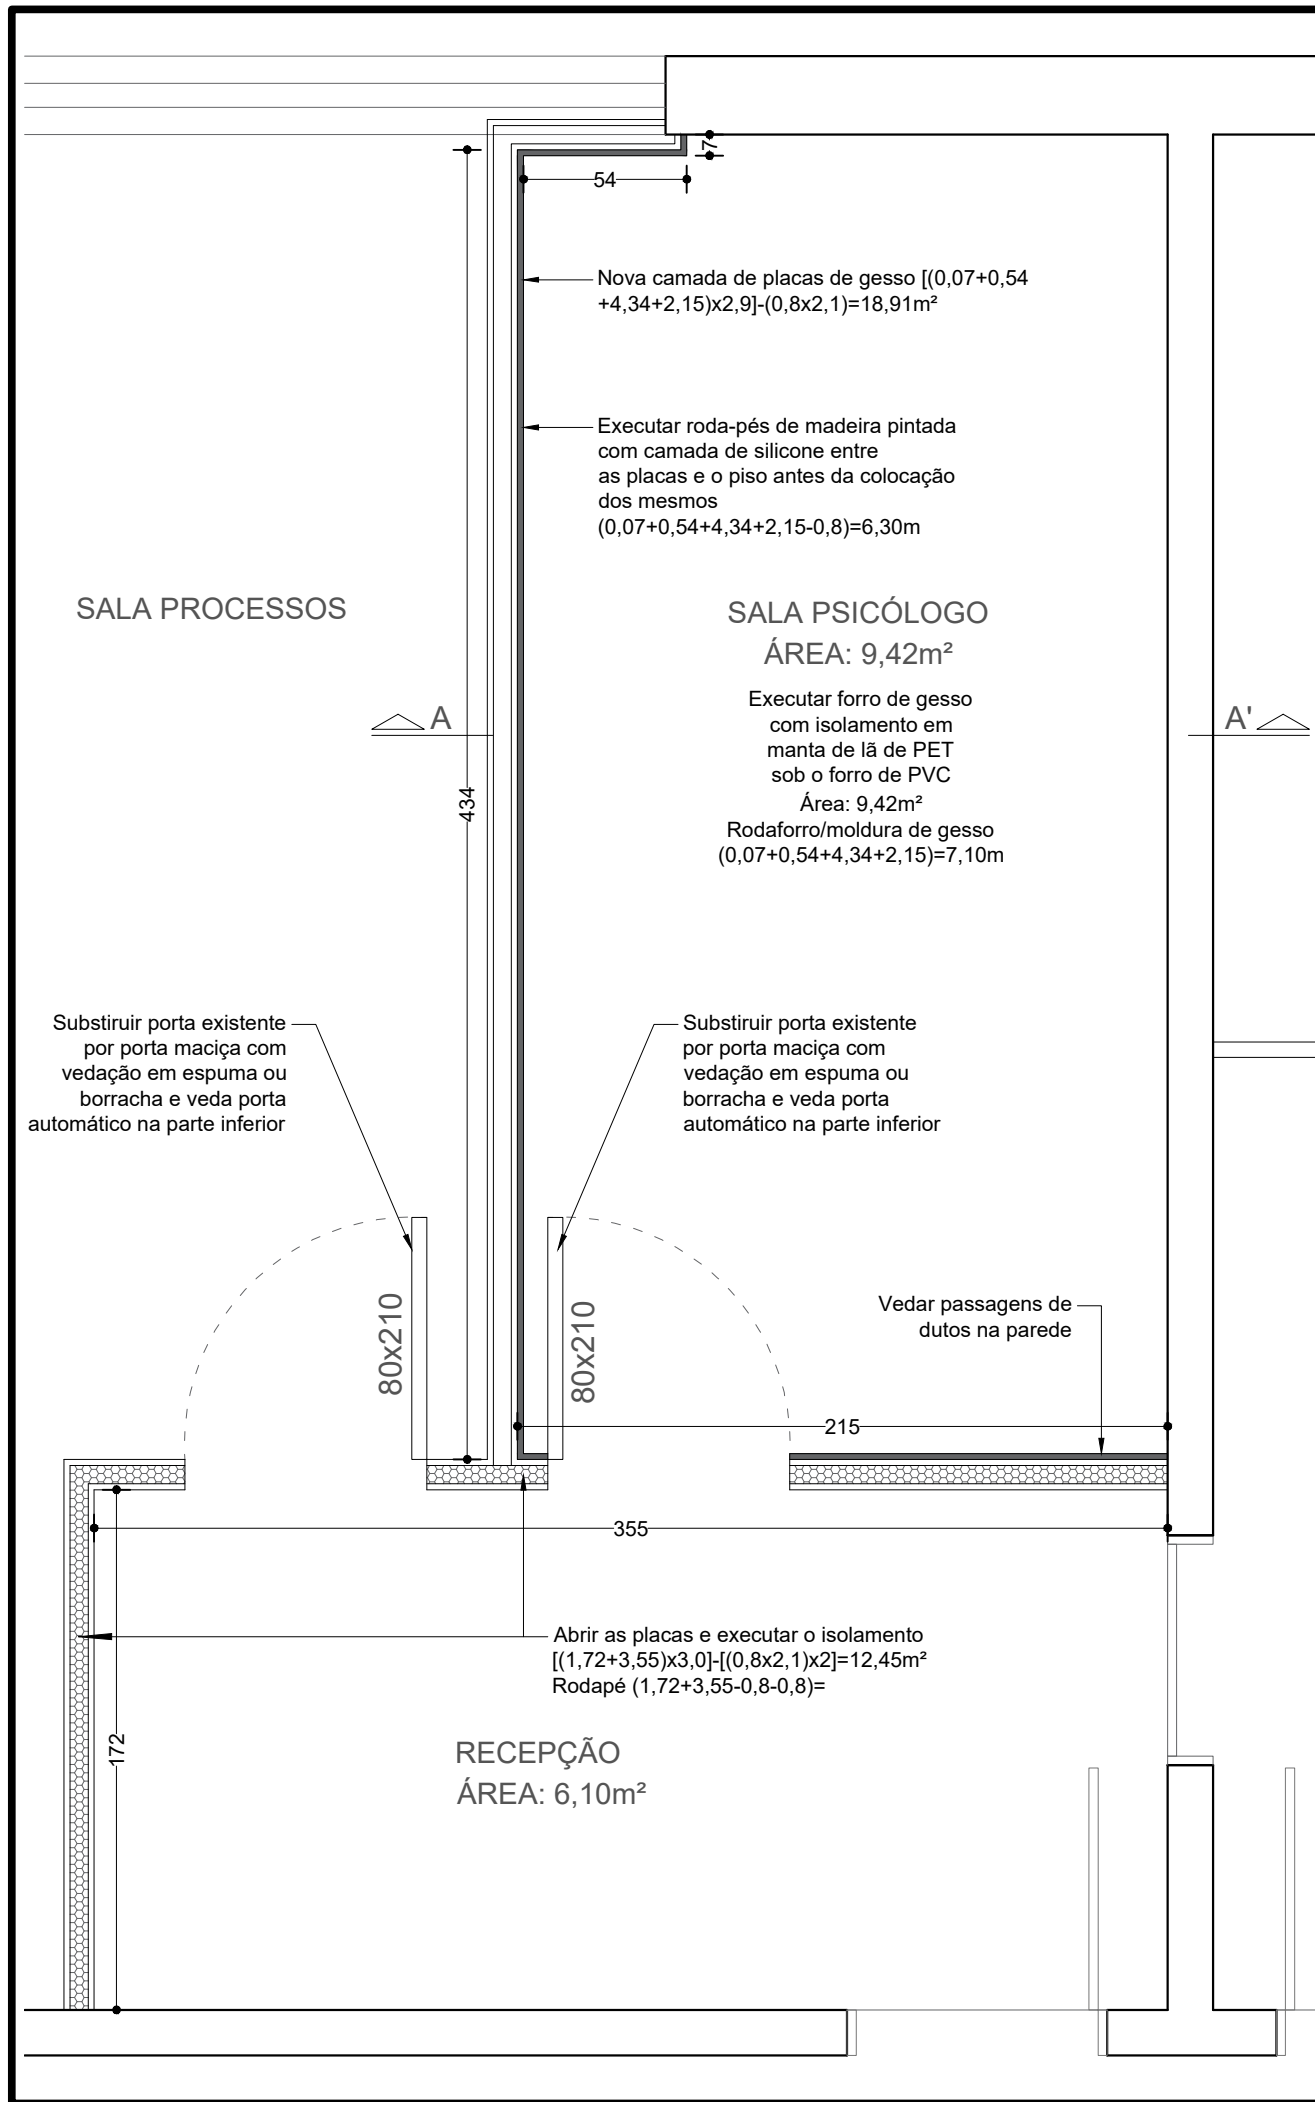 7
54
Nova camada de placas de gesso [(0,07+0,54
+4,34+2,15)x2,9]-(0,8x2,1)=18,91m²
Executar roda-pés de madeira pintada
com camada de silicone entre
as placas e o piso antes da colocação
dos mesmos
(0,07+0,54+4,34+2,15-0,8)=6,30m
SALA PROCESSOS
SALA PSICÓLOGO
ÁREA: 9,42m²
Executar forro de gesso
com isolamento em
manta de lã de PET
sob o forro de PVC
Área: 9,42m²
Rodaforro/moldura de gesso
(0,07+0,54+4,34+2,15)=7,10m
A
A'
434
Substiruir porta existente
por porta maciça com
vedação em espuma ou
borracha e veda porta
automático na parte inferior
Substiruir porta existente
por porta maciça com
vedação em espuma ou
borracha e veda porta
automático na parte inferior
80x210
80x210
Vedar passagens de
dutos na parede
215
355
Abrir as placas e executar o isolamento
[(1,72+3,55)x3,0]-[(0,8x2,1)x2]=12,45m²
Rodapé (1,72+3,55-0,8-0,8)=
172
RECEPÇÃO
ÁREA: 6,10m²